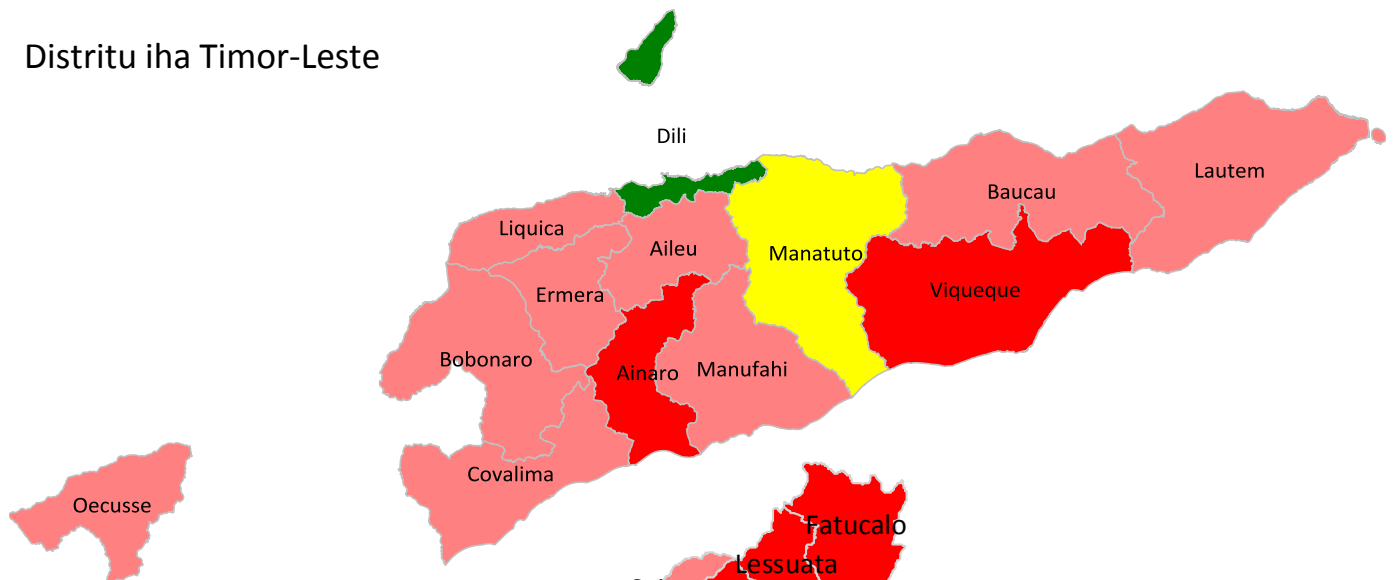 Distritu iha Timor-Leste
Dili
Lautem
Baucau
Liquica
Aileu
Manatuto
Ermera
Viqueque
Bobonaro
Ainaro
Manufahi
Covalima
Oecusse
Fatucalo
Lessuata